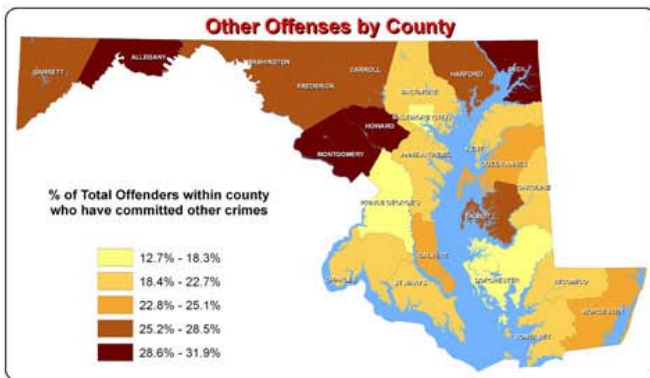 Other Offenses by County
GARRETT
ALLEGANY
WASHINGTON
FREDERICK
CARROLL
BALTIMORE
HARFORD
CECIL
BALTIMORE CITY
HOWARD
MONTGOMERY
ANNE ARUNDEL
KENT
QUEEN ANNES
CAROLINE
PRINCE GEORGE'S
TALBOT
CALVERT
CHARLES
ST MARYS
DORCHESTER
WICOMICO
WORCESTER
SOMERSET
% of Total Offenders within county
who have committed other crimes
12.7% - 18.3%
18.4% - 22.7%
22.8% - 25.1%
25.2% - 28.5%
28.6% - 31.9%